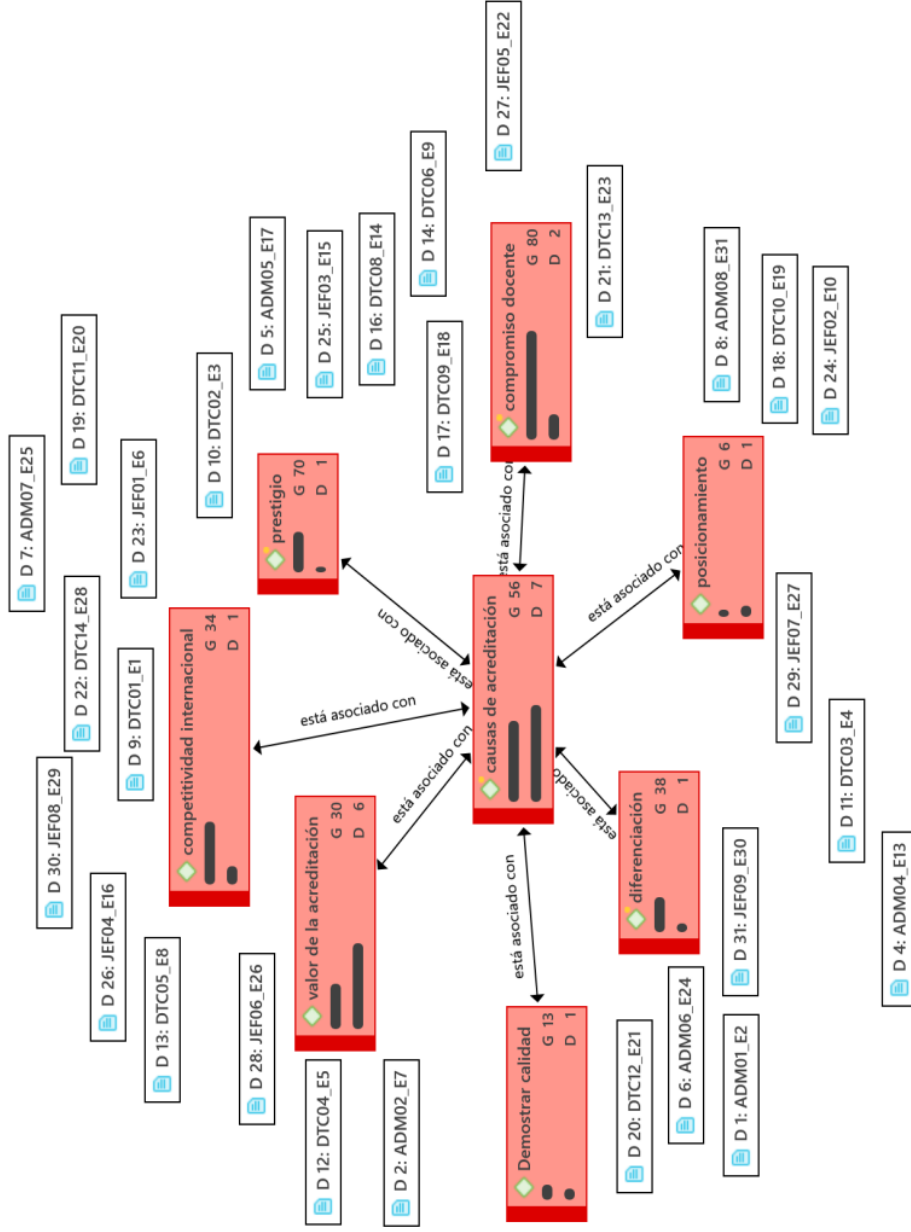 D 7: ADM07_E25
D 30: JEF08_E29
D 22: DTC14_E28
D 19: DTC11_E20
D 26: JEF04_E16
D 9: DTC01_E1
D 23: JEF01_E6
D 13: DTC05_E8
competitividad internacional
G 34
D 1
D 10: DTC02_E3
D 28: JEF06_E26
D 5: ADM05_E17
prestigio
G 70
D 1
D 12: DTC04_E5
valor de la acreditación
G 30
D 6
D 25: JEF03_E15
D 16: DTC08_E14
D 2: ADM02_E7
D 14: DTC06_E9
D 17: DTC09_E18
está asociado con
está asociado con
está asociado con
D 27: JEF05_E22
causas de acreditación
G 56
D 7
está asociado con
compromiso docente
G 80
D 2
Demostrar calidad
G 13
D 1
está asociado con
está asociado
está asociado con
D 21: DTC13_E23
D 20: DTC12_E21
diferenciación
G 38
D 1
posicionamiento
G 6
D 1
D 6: ADM06_E24
D 8: ADM08_E31
D 1: ADM01_E2
D 31: JEF09_E30
D 18: DTC10_E19
D 29: JEF07_E27
D 24: JEF02_E10
D 11: DTC03_E4
D 4: ADM04_E13